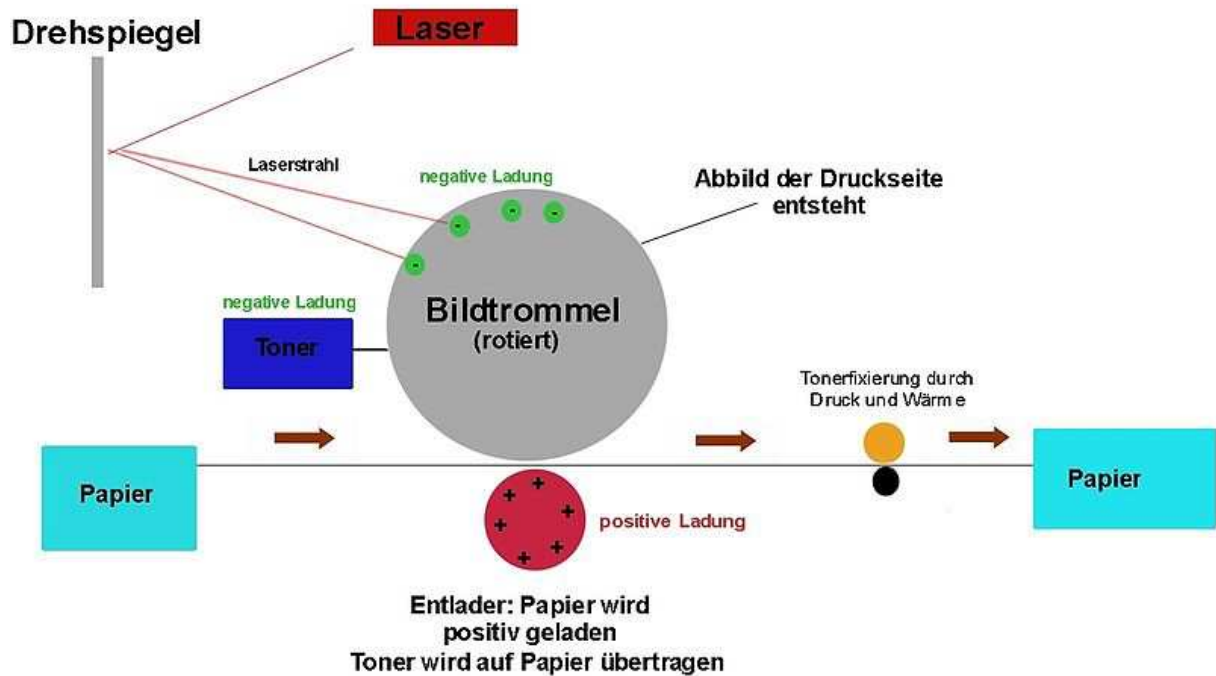 Drehspiegel
Laser
Laserstrahl
negative Ladung
Abbild der Druckseite
entsteht
negative Ladung
Toner
Bildtrommel
(rotiert)
Tonerfixierung durch
Druck und Wärme
Papier
Papier
positive Ladung
Entlader: Papier wird
positiv geladen
Toner wird auf Papier übertragen